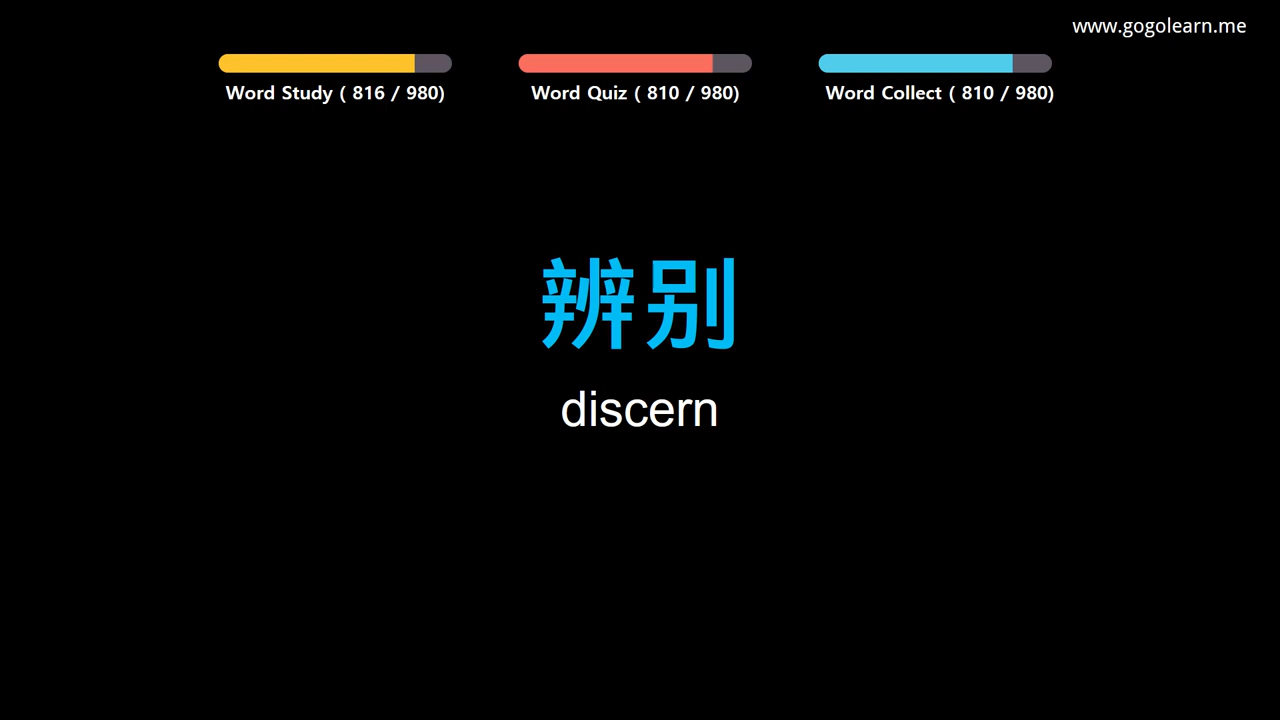 www.gogolearn.me
Word Study ( 816 / 980)
Word Quiz ( 810 / 980)
Word Collect ( 810 / 980)
辨别
discern